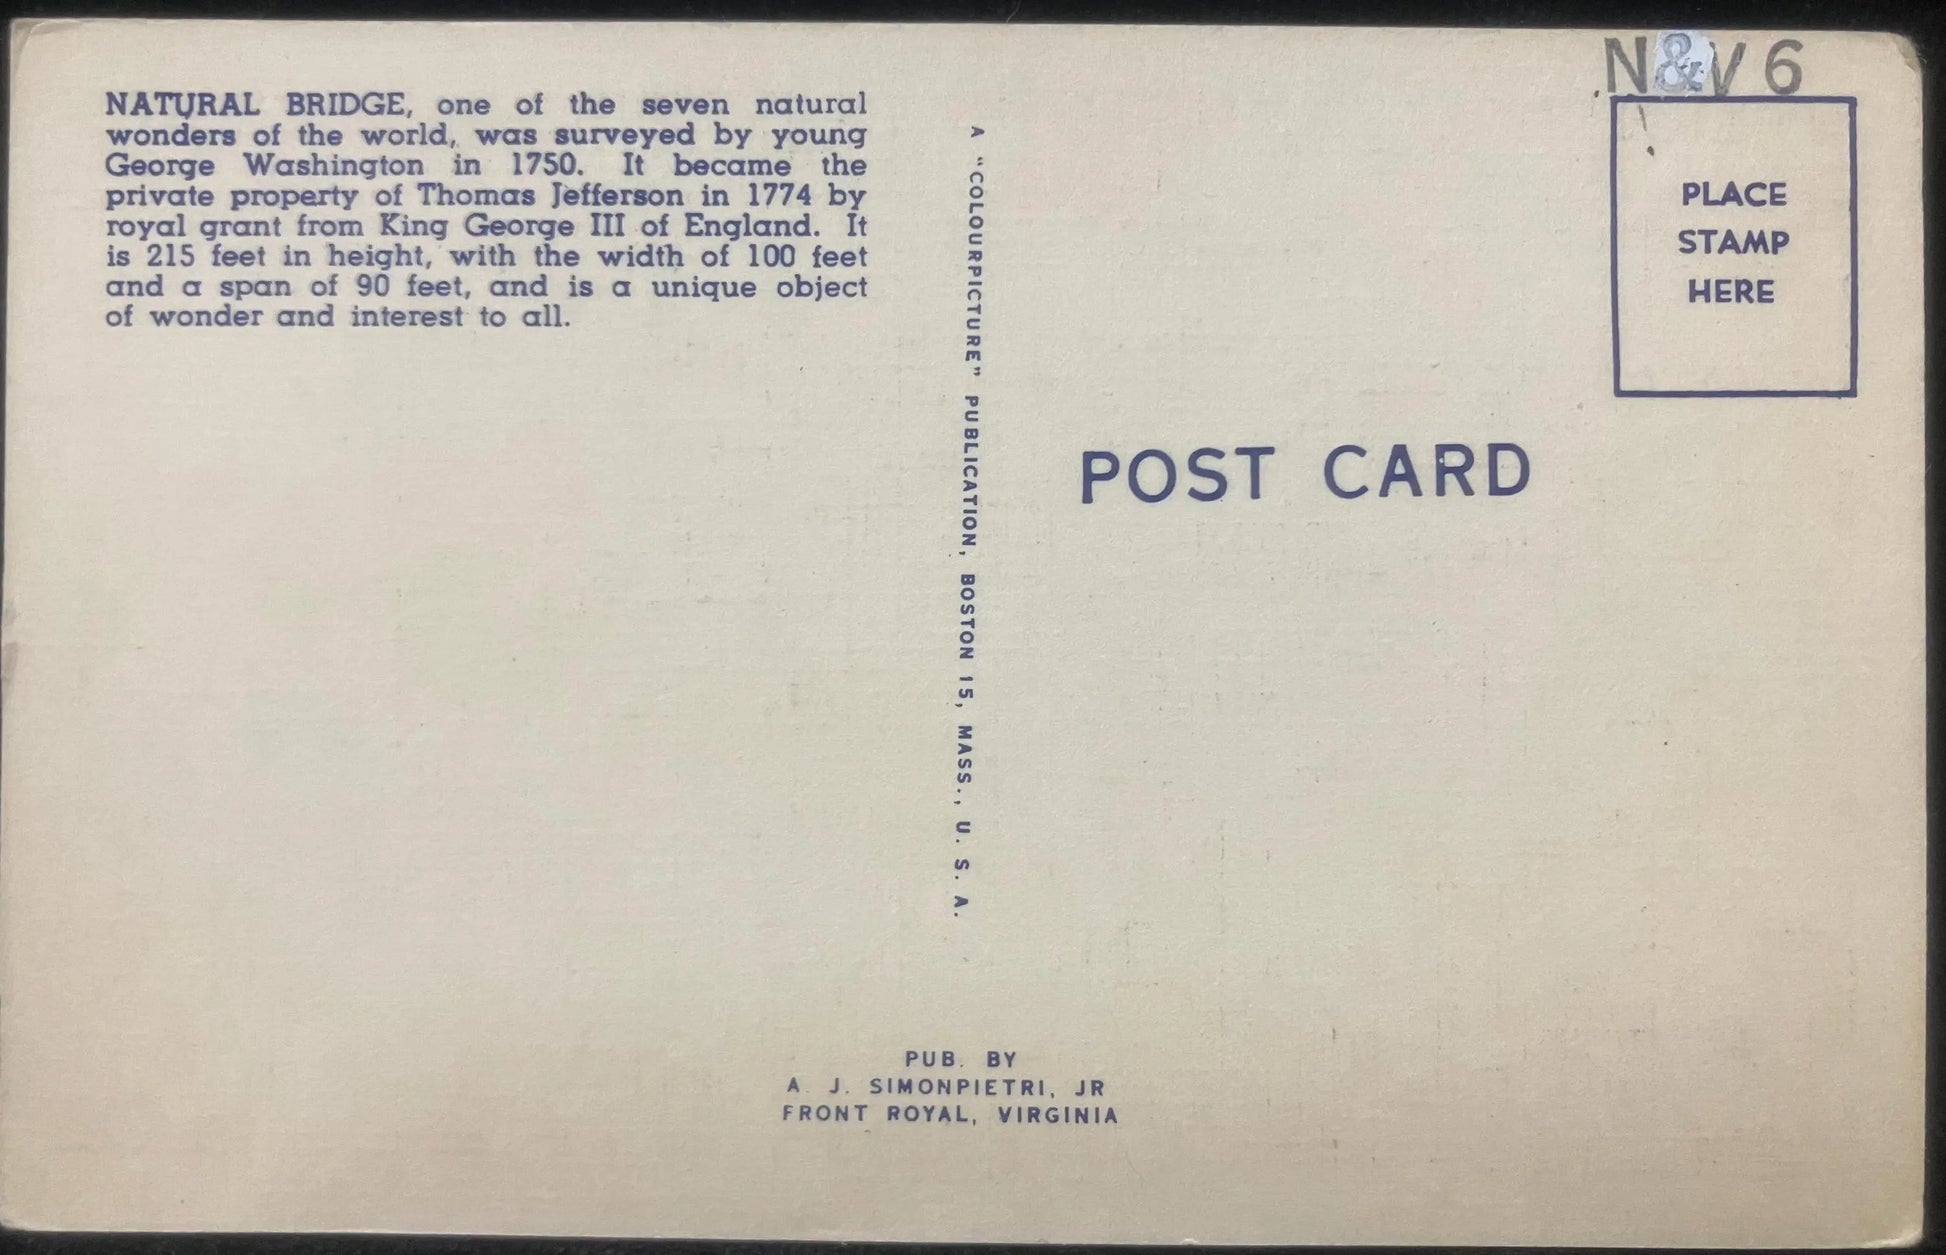 N&V 6
NATURAL BRIDGE, one of the seven natural
wonders of the world, was surveyed by young
George Washington in 1750. It became the
private property of Thomas Jefferson in 1774 by
royal grant from King George III of England. It
is 215 feet in height, with the width of 100 feet
and a span of 90 feet, and is a unique object
of wonder and interest to all.
A "COLOURPICTURE" PUBLICATION, BOSTON 15, MASS., U. S. A.
PLACE
STAMP
HERE
POST CARD
PUB. BY
A. J. SIMONPIETRI, JR
FRONT ROYAL, VIRGINIA